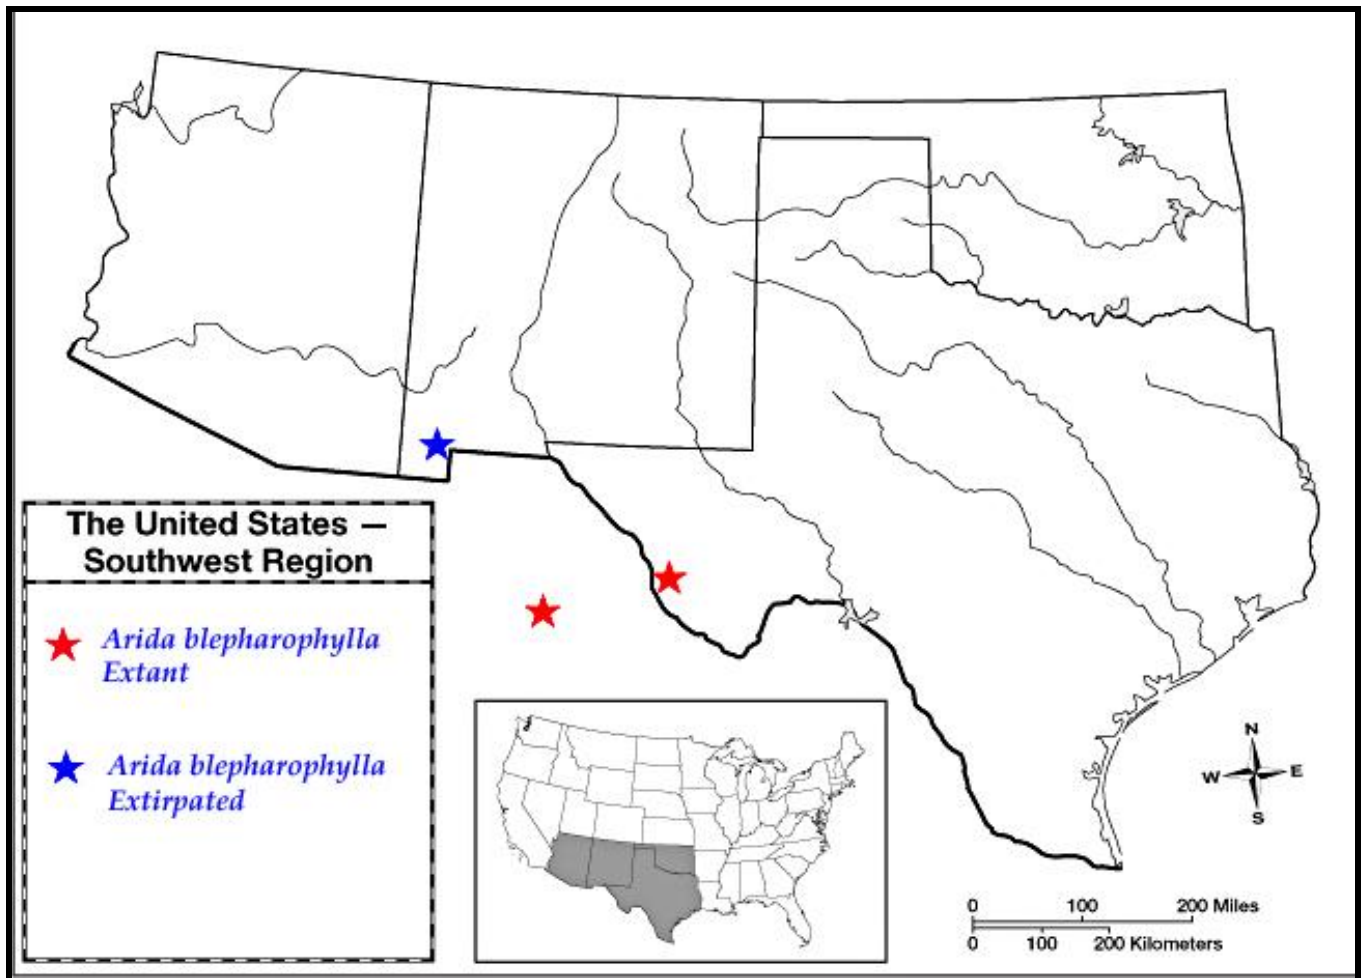 The United States —
Southwest Region
Arida blepharophylla
Extant
Arida blepharophylla
Extirpated
N
W E
S
0 100 200 Miles
0 100 200 Kilometers